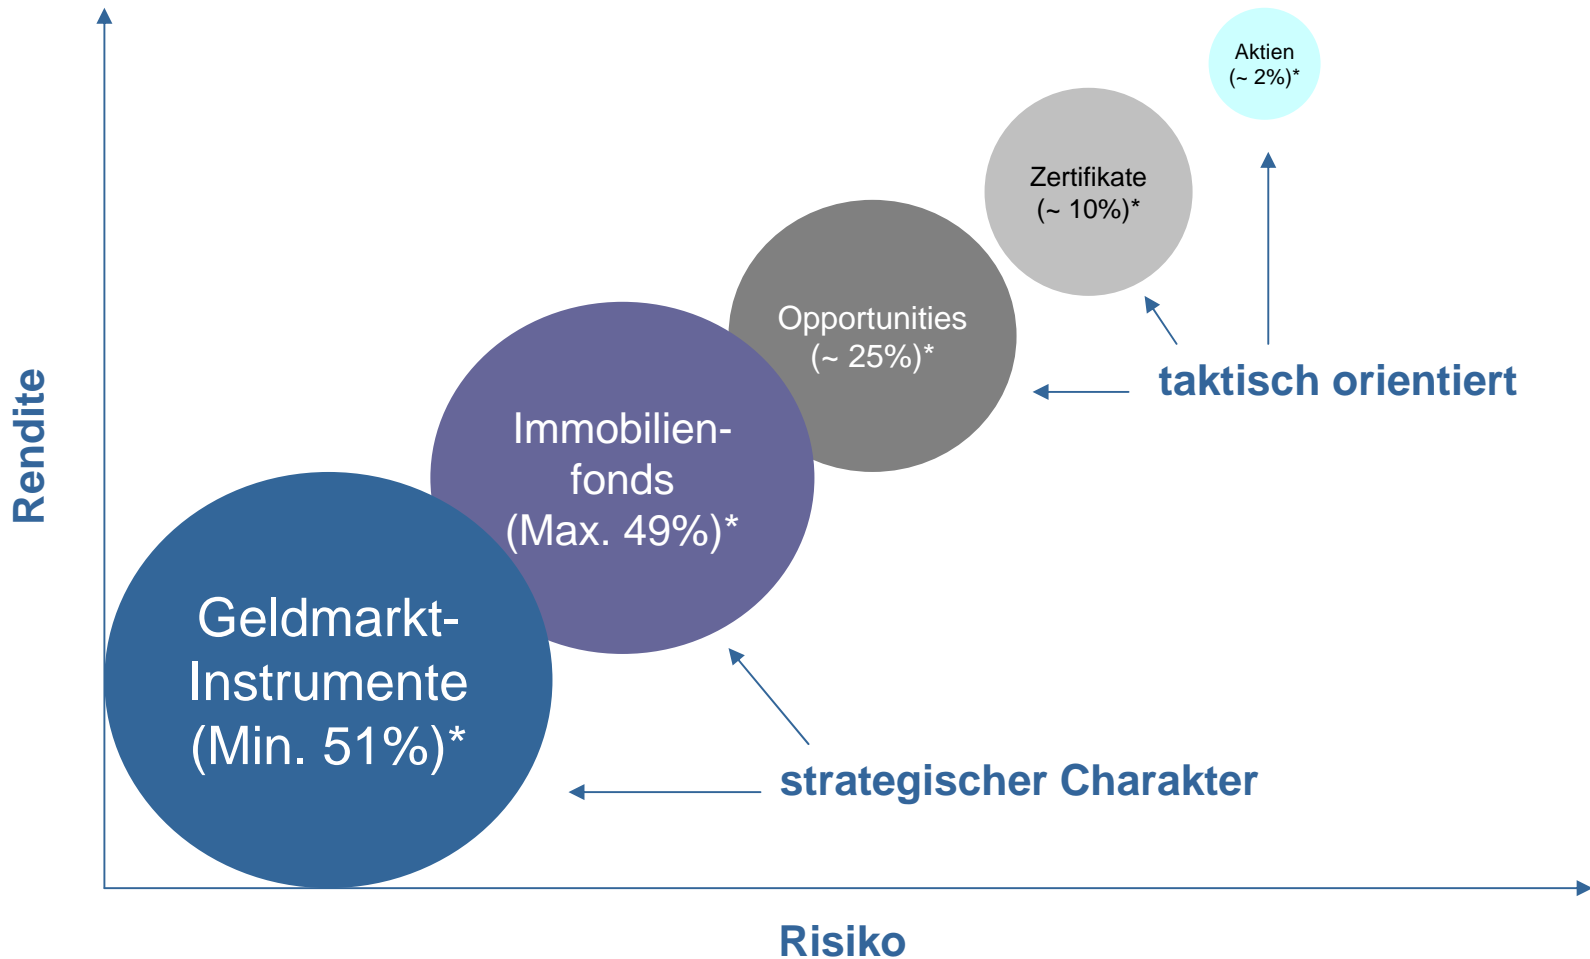 Aktien
(~ 2%)*
Zertifikate
(~ 10%)*
Opportunities
(~ 25%)*
taktisch orientiert
Immobilien-
fonds
(Max. 49%)*
Geldmarkt-
Instrumente
(Min. 51%)*
strategischer Charakter
Rendite
Risiko